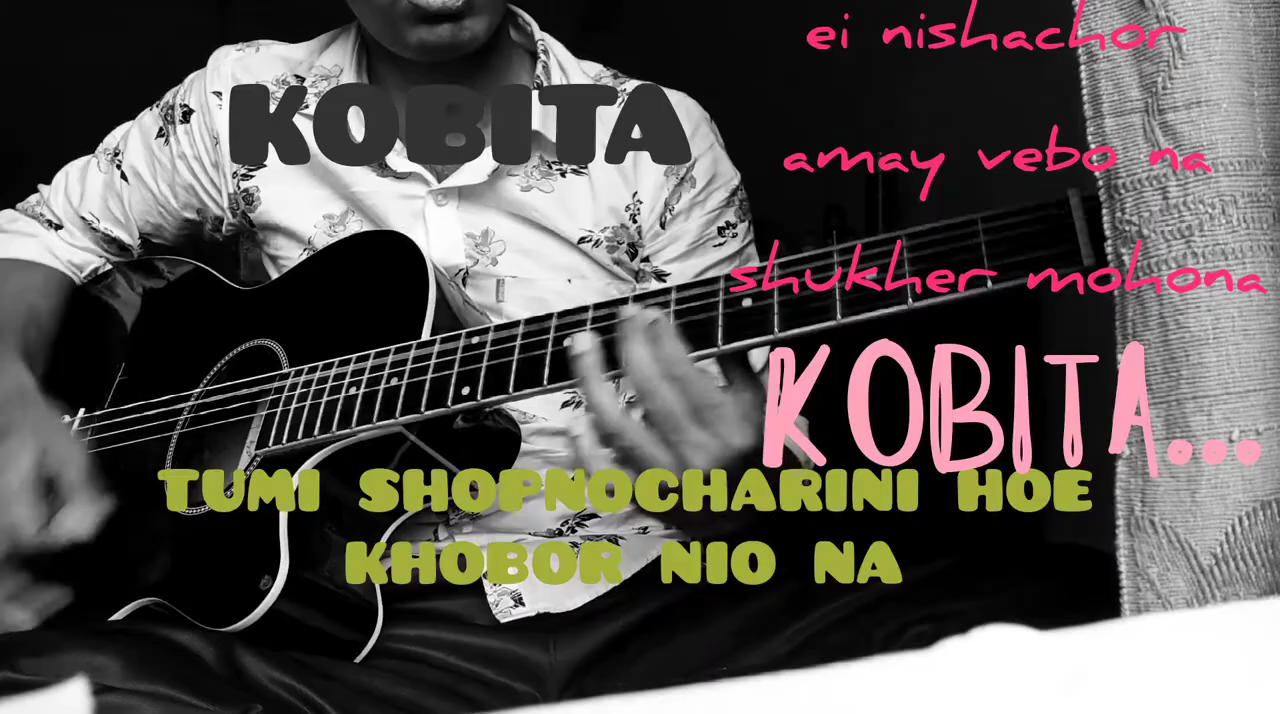 KOBITA
ei nishachor
amay vebo na
shukher mohona
KOBITA...
TUMI SHOPNOCHARINI HOE
KHOBOR NIO NA